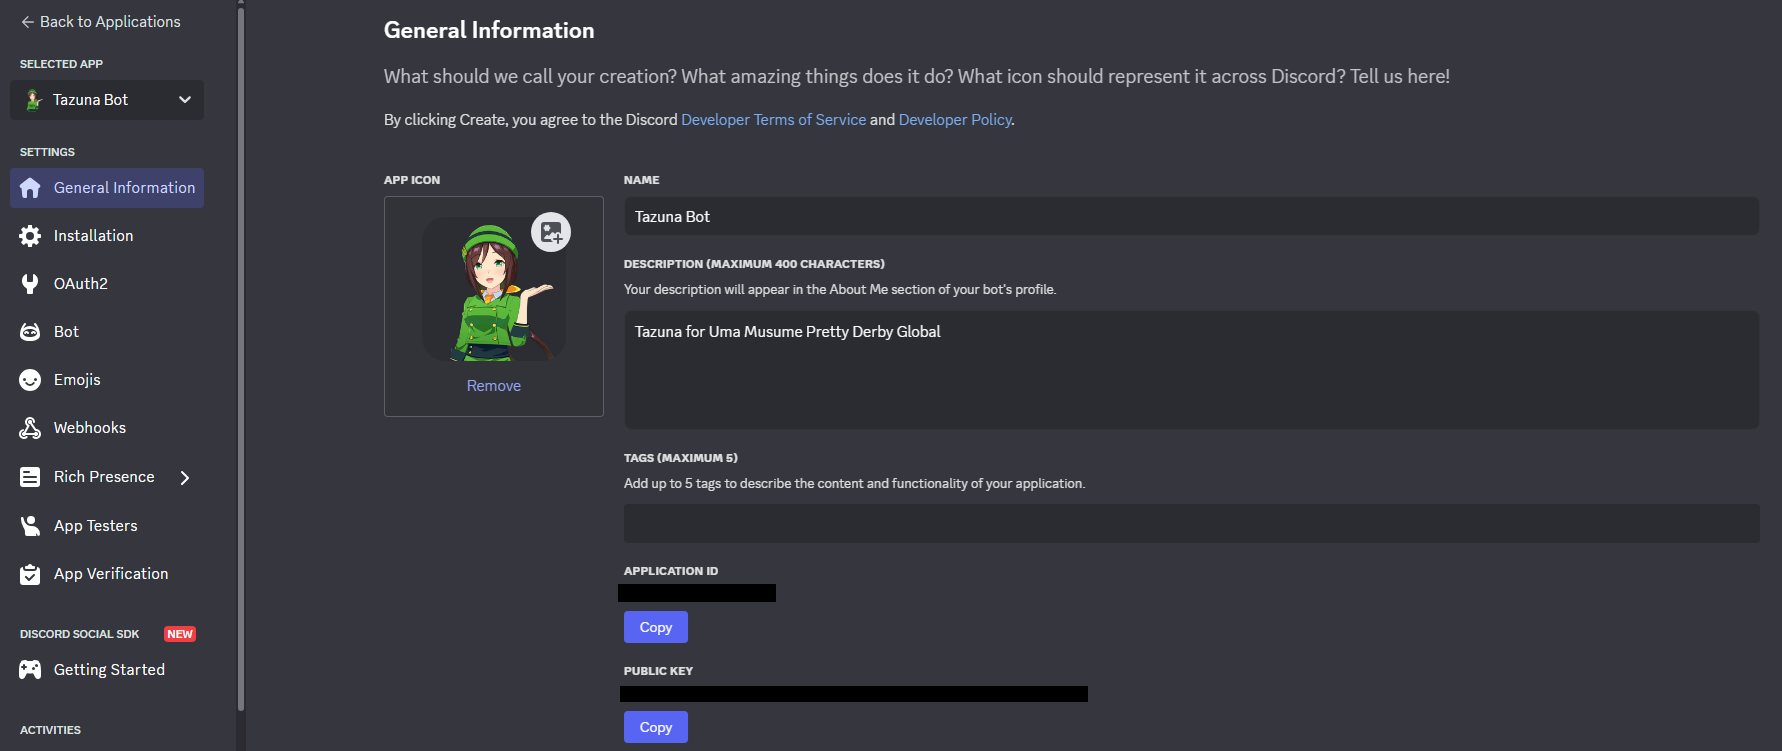 Back to Applications
SELECTED APP
Tazuna Bot
SETTINGS
General Information
Installation
OAuth2
Bot
Emojis
Webhooks
Rich Presence
App Testers
App Verification
DISCORD SOCIAL SDK NEW
Getting Started
ACTIVITIES
General Information
What should we call your creation? What amazing things does it do? What icon should represent it across Discord? Tell us here!
By clicking Create, you agree to the Discord Developer Terms of Service and Developer Policy.
APP ICON
Remove
NAME
Tazuna Bot
DESCRIPTION (MAXIMUM 400 CHARACTERS)
Your description will appear in the About Me section of your bot's profile.
Tazuna for Uma Musume Pretty Derby Global
TAGS (MAXIMUM 5)
Add up to 5 tags to describe the content and functionality of your application.
APPLICATION ID
Copy
PUBLIC KEY
Copy